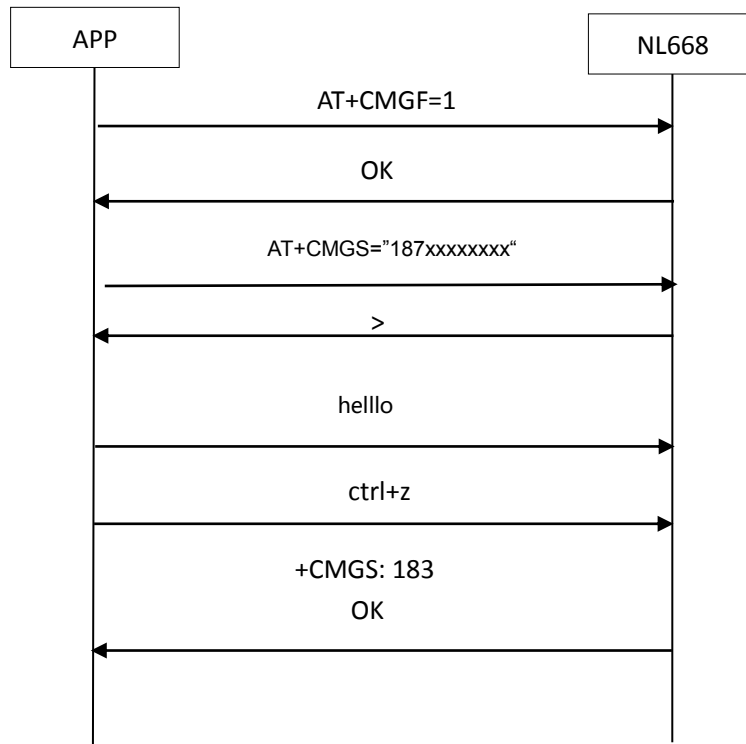 APP
NL668
AT+CMGF=1
OK
AT+CMGS=”187xxxxxxxx“
>
helllo
ctrl+z
+CMGS: 183
OK